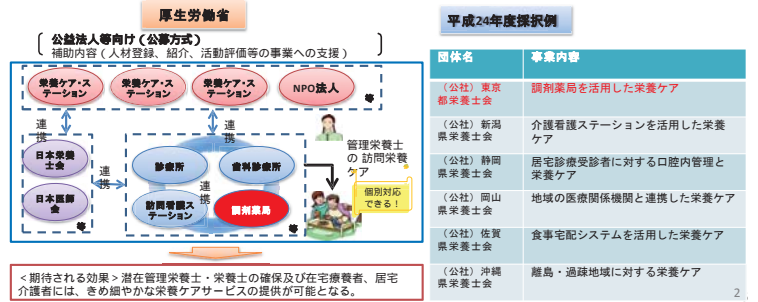 厚生労働省
公益法人等向け（公募方式）
補助内容（人材登録、紹介、活動評価等の事業への支援）
栄養ケア・ス
テーション
栄養ケア・ス
テーション
栄養ケア・ス
テーション
NPO法人
等
連
携
連
携
日本栄養
士会
日本医師
会
等
連
携
診療所
歯科診療所
連
携
訪問看護ス
テーション
調剤薬局
等
管理栄養士
の 訪問栄養
ケア
個別対応
できる！
＜期待される効果＞潜在管理栄養士・栄養士の確保及び在宅療養者、居宅
介護者には、きめ細やかな栄養ケアサービスの提供が可能となる。
平成24年度採択例
団体名 事業内容
（公社）東京
都栄養士会
調剤薬局を活用した栄養ケア
（公社）新潟
県栄養士会
介護看護ステーションを活用した栄養
ケア
（公社）静岡
県栄養士会
居宅診療受診者に対する口腔内管理と
栄養ケア
（公社）岡山
県栄養士会
地域の医療関係機関と連携した栄養ケア
（公社）佐賀
県栄養士会
食事宅配システムを活用した栄養ケア
（公社）沖縄
県栄養士会
離島・過疎地域に対する栄養ケア
2